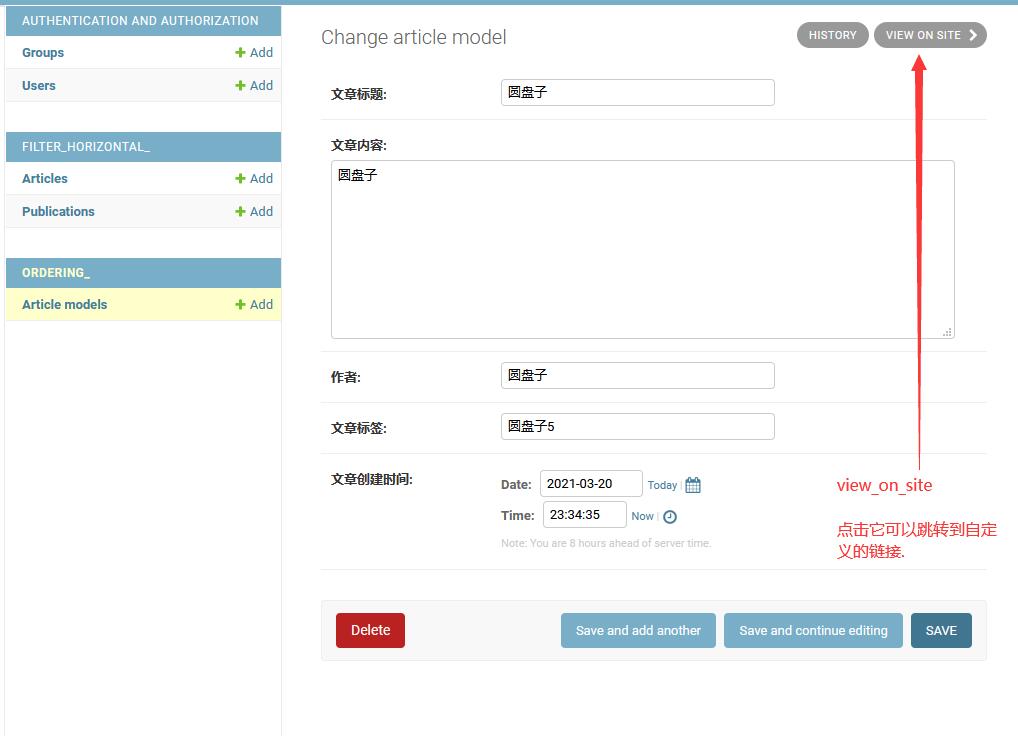 AUTHENTICATION AND AUTHORIZATION
Groups + Add
Users + Add
FILTER_HORIZONTAL_
Articles + Add
Publications + Add
ORDERING_
Article models + Add
Change article model
HISTORY VIEW ON SITE
文章标题: 圆盘子
文章内容:
圆盘子
作者: 圆盘子
文章标签: 圆盘子5
文章创建时间: Date: 2021-03-20 Today |
Time: 23:34:35 Now |
Note: You are 8 hours ahead of server time.
view_on_site
点击它可以跳转到自定
义的链接.
Delete Save and add another Save and continue editing SAVE